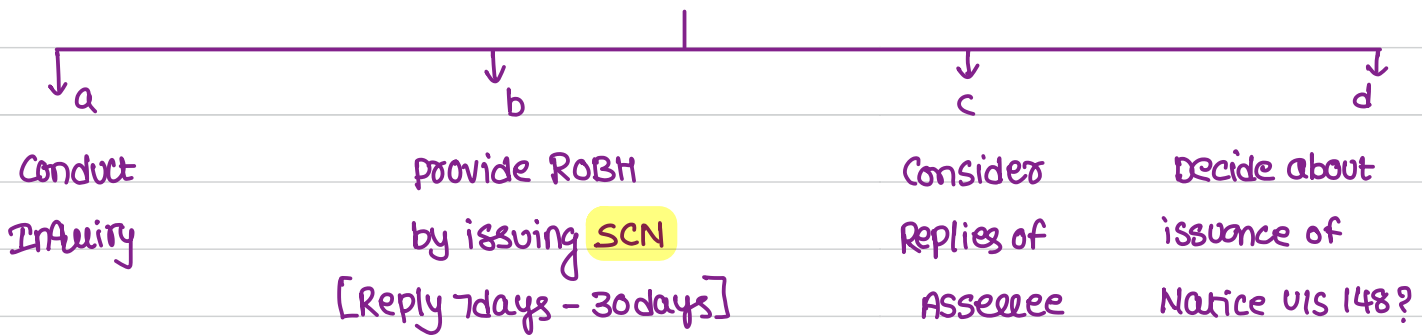 a
Conduct
Inquiry
b
provide ROBH
by issuing SCN
[Reply 7days - 30days]
c
Consider
Replies of
Assellee
d
Decide about
issuance of
Notice U/S 148?